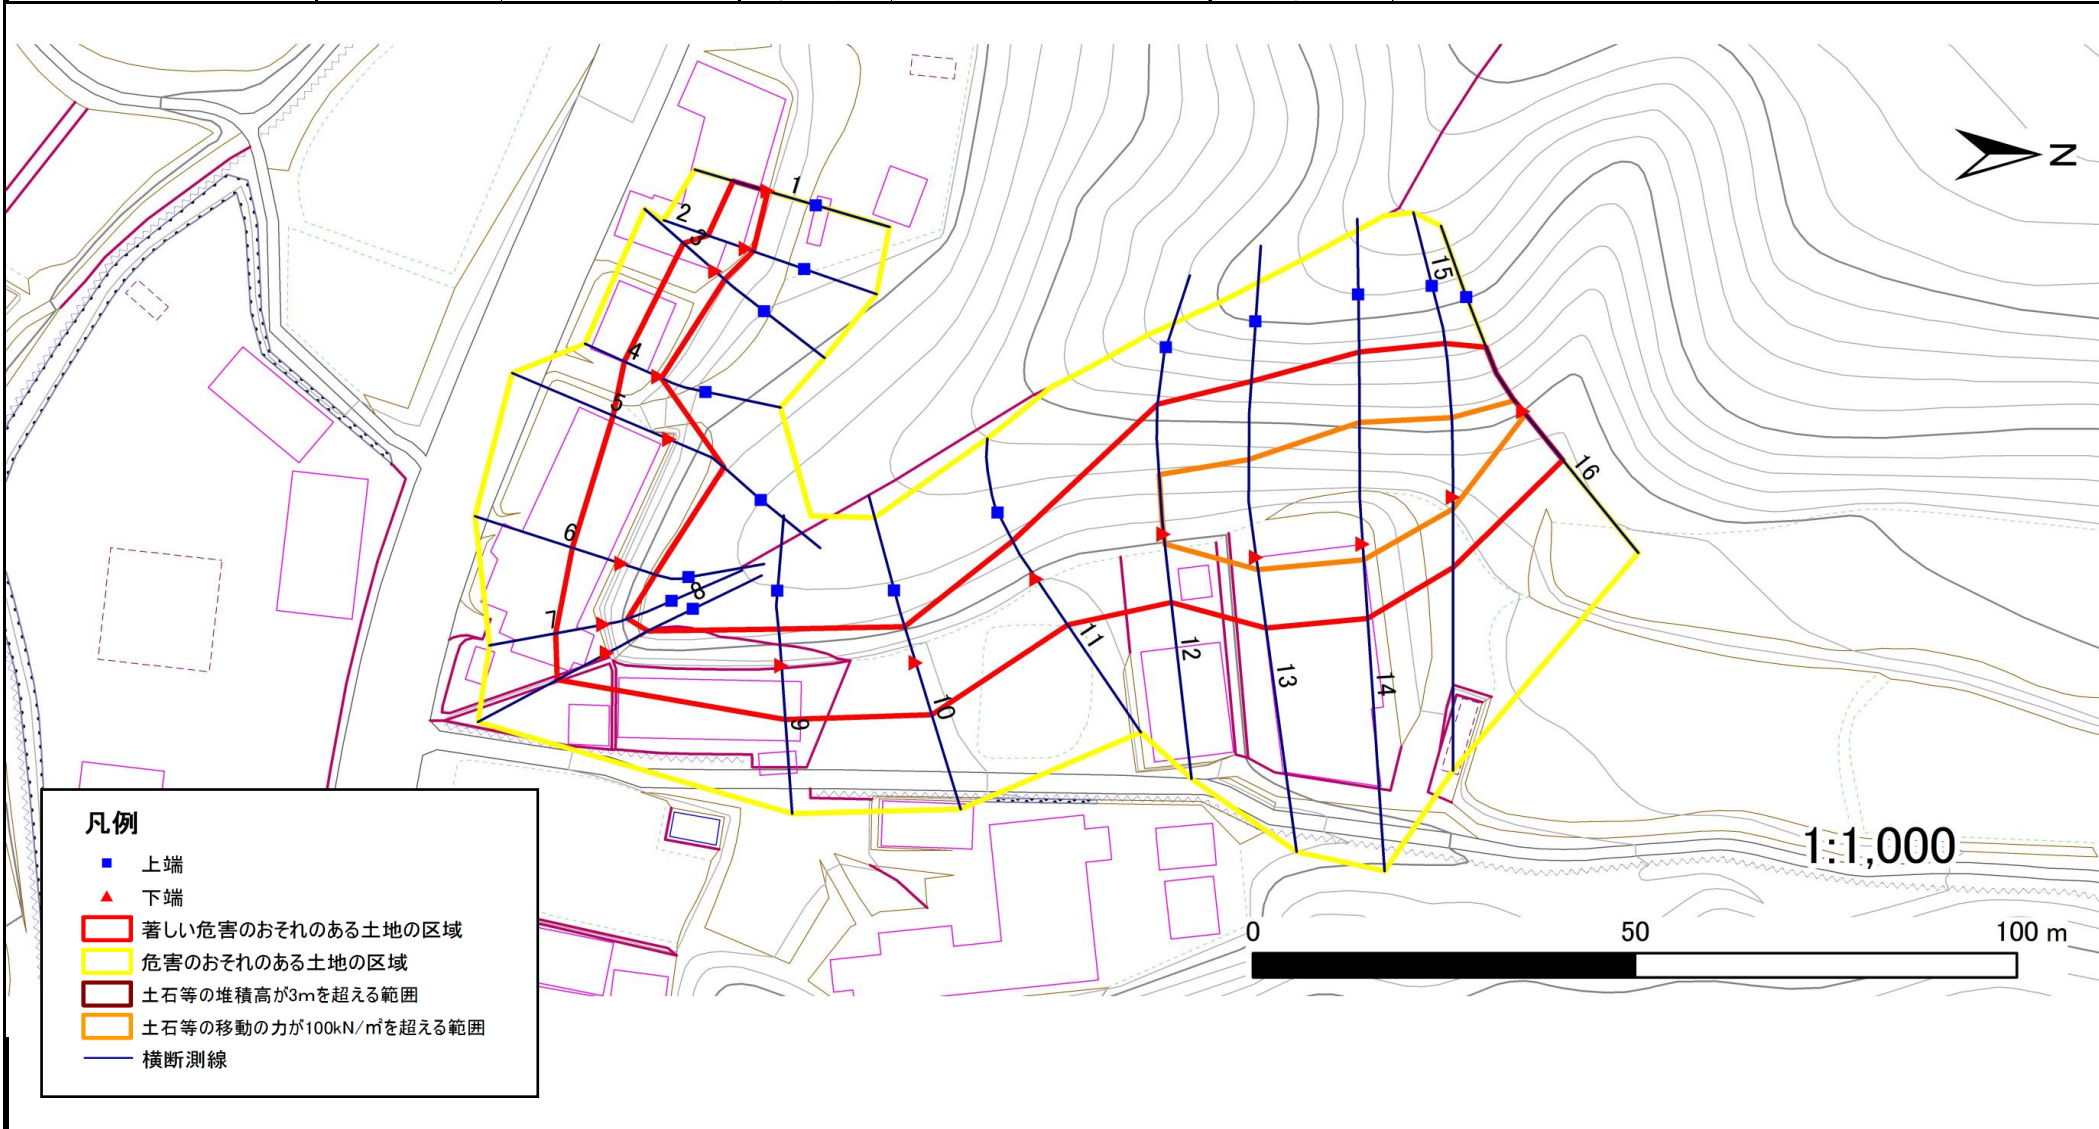 1
2
3
4
5
6
7
8
9
10
11
12
13
14
15
16
N
凡例
上端
下端
著しい危害のおそれのある土地の区域
危害のおそれのある土地の区域
土石等の堆積高が3mを超える範囲
土石等の移動の力が100kN/㎡を超える範囲
横断測線
1:1,000
0 50 100 m